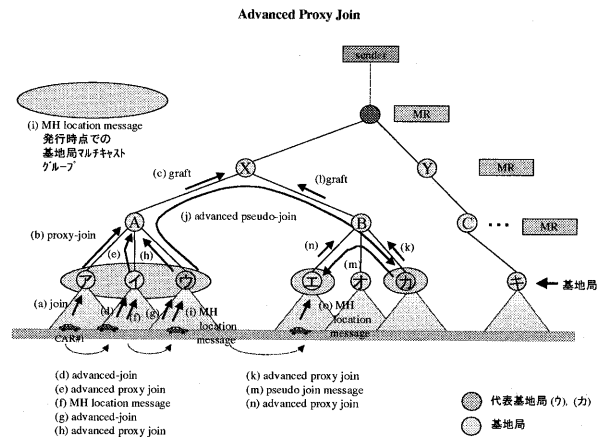 Advanced Proxy Join
sender
MR
(i) MH location message
発行時点での
基地局マルチキャスト
グループ
(c) graft
X
(l)graft
Y
MR
(j) advanced pseudo-join
(b) proxy-join
A
(e)
(h)
B
(n)
(k)
C
MR
(m)
ア
イ
ウ
エ
オ
カ
キ
基地局
(a) join
(d)
(f)
(g)
(i) MH
location
message
(o) MH
location
message
CAR#1
(d) advanced-join
(e) advanced proxy join
(f) MH location message
(g) advanced-join
(h) advanced proxy join
(k) advanced proxy join
(m) pseudo join message
(n) advanced proxy join
代表基地局 (ウ), (カ)
基地局